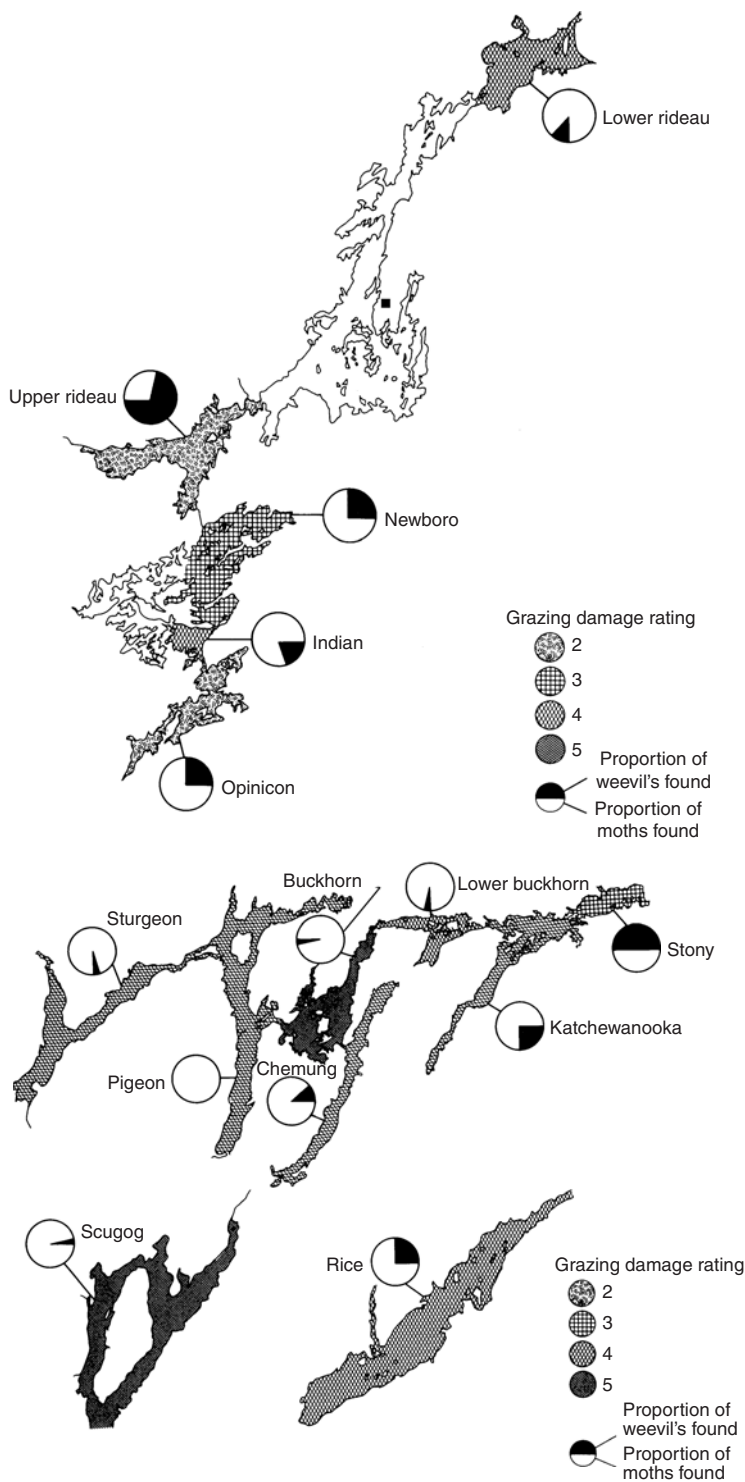 Lower rideau
Upper rideau
Newboro
Indian
Opinicon
Grazing damage rating
2
3
4
5
Proportion of
weevil's found
Proportion of
moths found
Buckhorn
Lower buckhorn
Sturgeon
Stony
Katchewanooka
Pigeon
Chemung
Scugog
Rice
Grazing damage rating
2
3
4
5
Proportion of
weevil's found
Proportion of
moths found